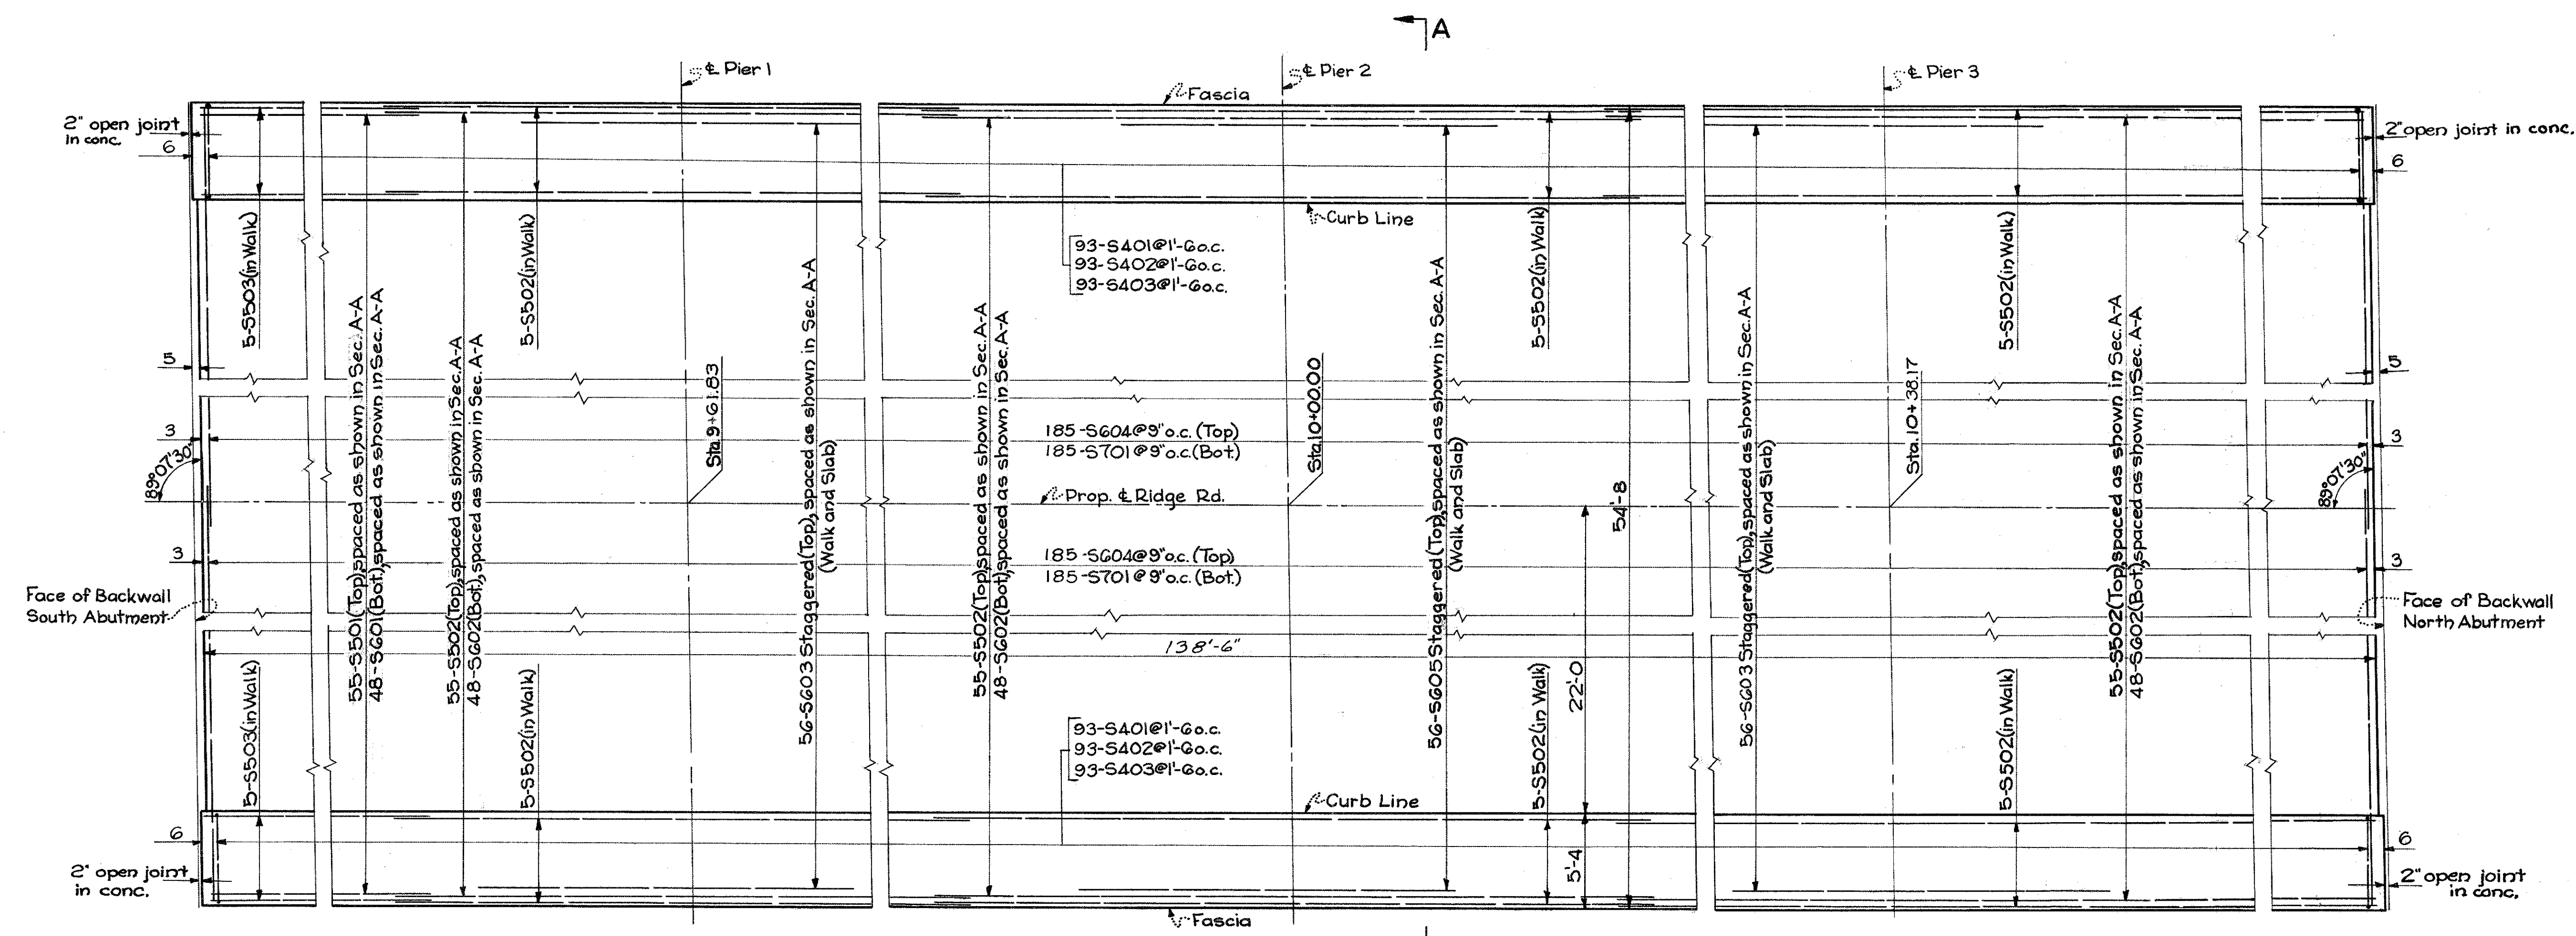 A
℄ Pier 1
℄ Pier 2
℄ Pier 3
Fascia
2" open joint
in conc.
2" open joint in conc.
6
6
Curb Line
5-S503(in Walk)
5-S502(in Walk)
5-S502(in Walk)
5-S502(in Walk)
93-S401@1'-6o.c.
93-S402@1'-6o.c.
93-S403@1'-6o.c.
55-S501(Top),spaced as shown in Sec. A-A
48-S601(Bot),spaced as shown in Sec. A-A
55-S502(Top),spaced as shown in Sec. A-A
48-S602(Bot),spaced as shown in Sec. A-A
56-S603 Staggered(Top), spaced as shown in Sec. A-A
(Walk and Slab)
55-S502(Top)spaced as shown in Sec. A-A
48-S602(Bot),spaced as shown in Sec. A-A
56-S605 Staggered(Top),spaced as shown in Sec. A-A
(Walk and Slab)
56-S603 Staggered(Top),spaced as shown in Sec. A-A
(Walk and Slab)
55-S502(Top),spaced as shown in Sec. A-A
48-S602(Bot),spaced as shown in Sec. A-A
5
5
Sta. 9+61.83
Sta.10+00.00
Sta. 10+38.17
3
185-S604@9"o.c. (Top)
185-S701@9"o.c.(Bot.)
3
89°07'30"
89°07'30"
Prop. ℄ Ridge Rd.
54'-8
3
185-S604@9"o.c. (Top)
185-S701@9"o.c. (Bot.)
3
Face of Backwall
South Abutment
Face of Backwall
North Abutment
138'-6"
22'-0
5-S503(in Walk)
5-S502(in Walk)
5-S502(in Walk)
5-S502(in Walk)
93-S401@1'-6o.c.
93-S402@1'-6o.c.
93-S403@1'-6o.c.
Curb Line
6
6
5'-4
2" open joint
in conc.
2" open joint
in conc.
Fascia